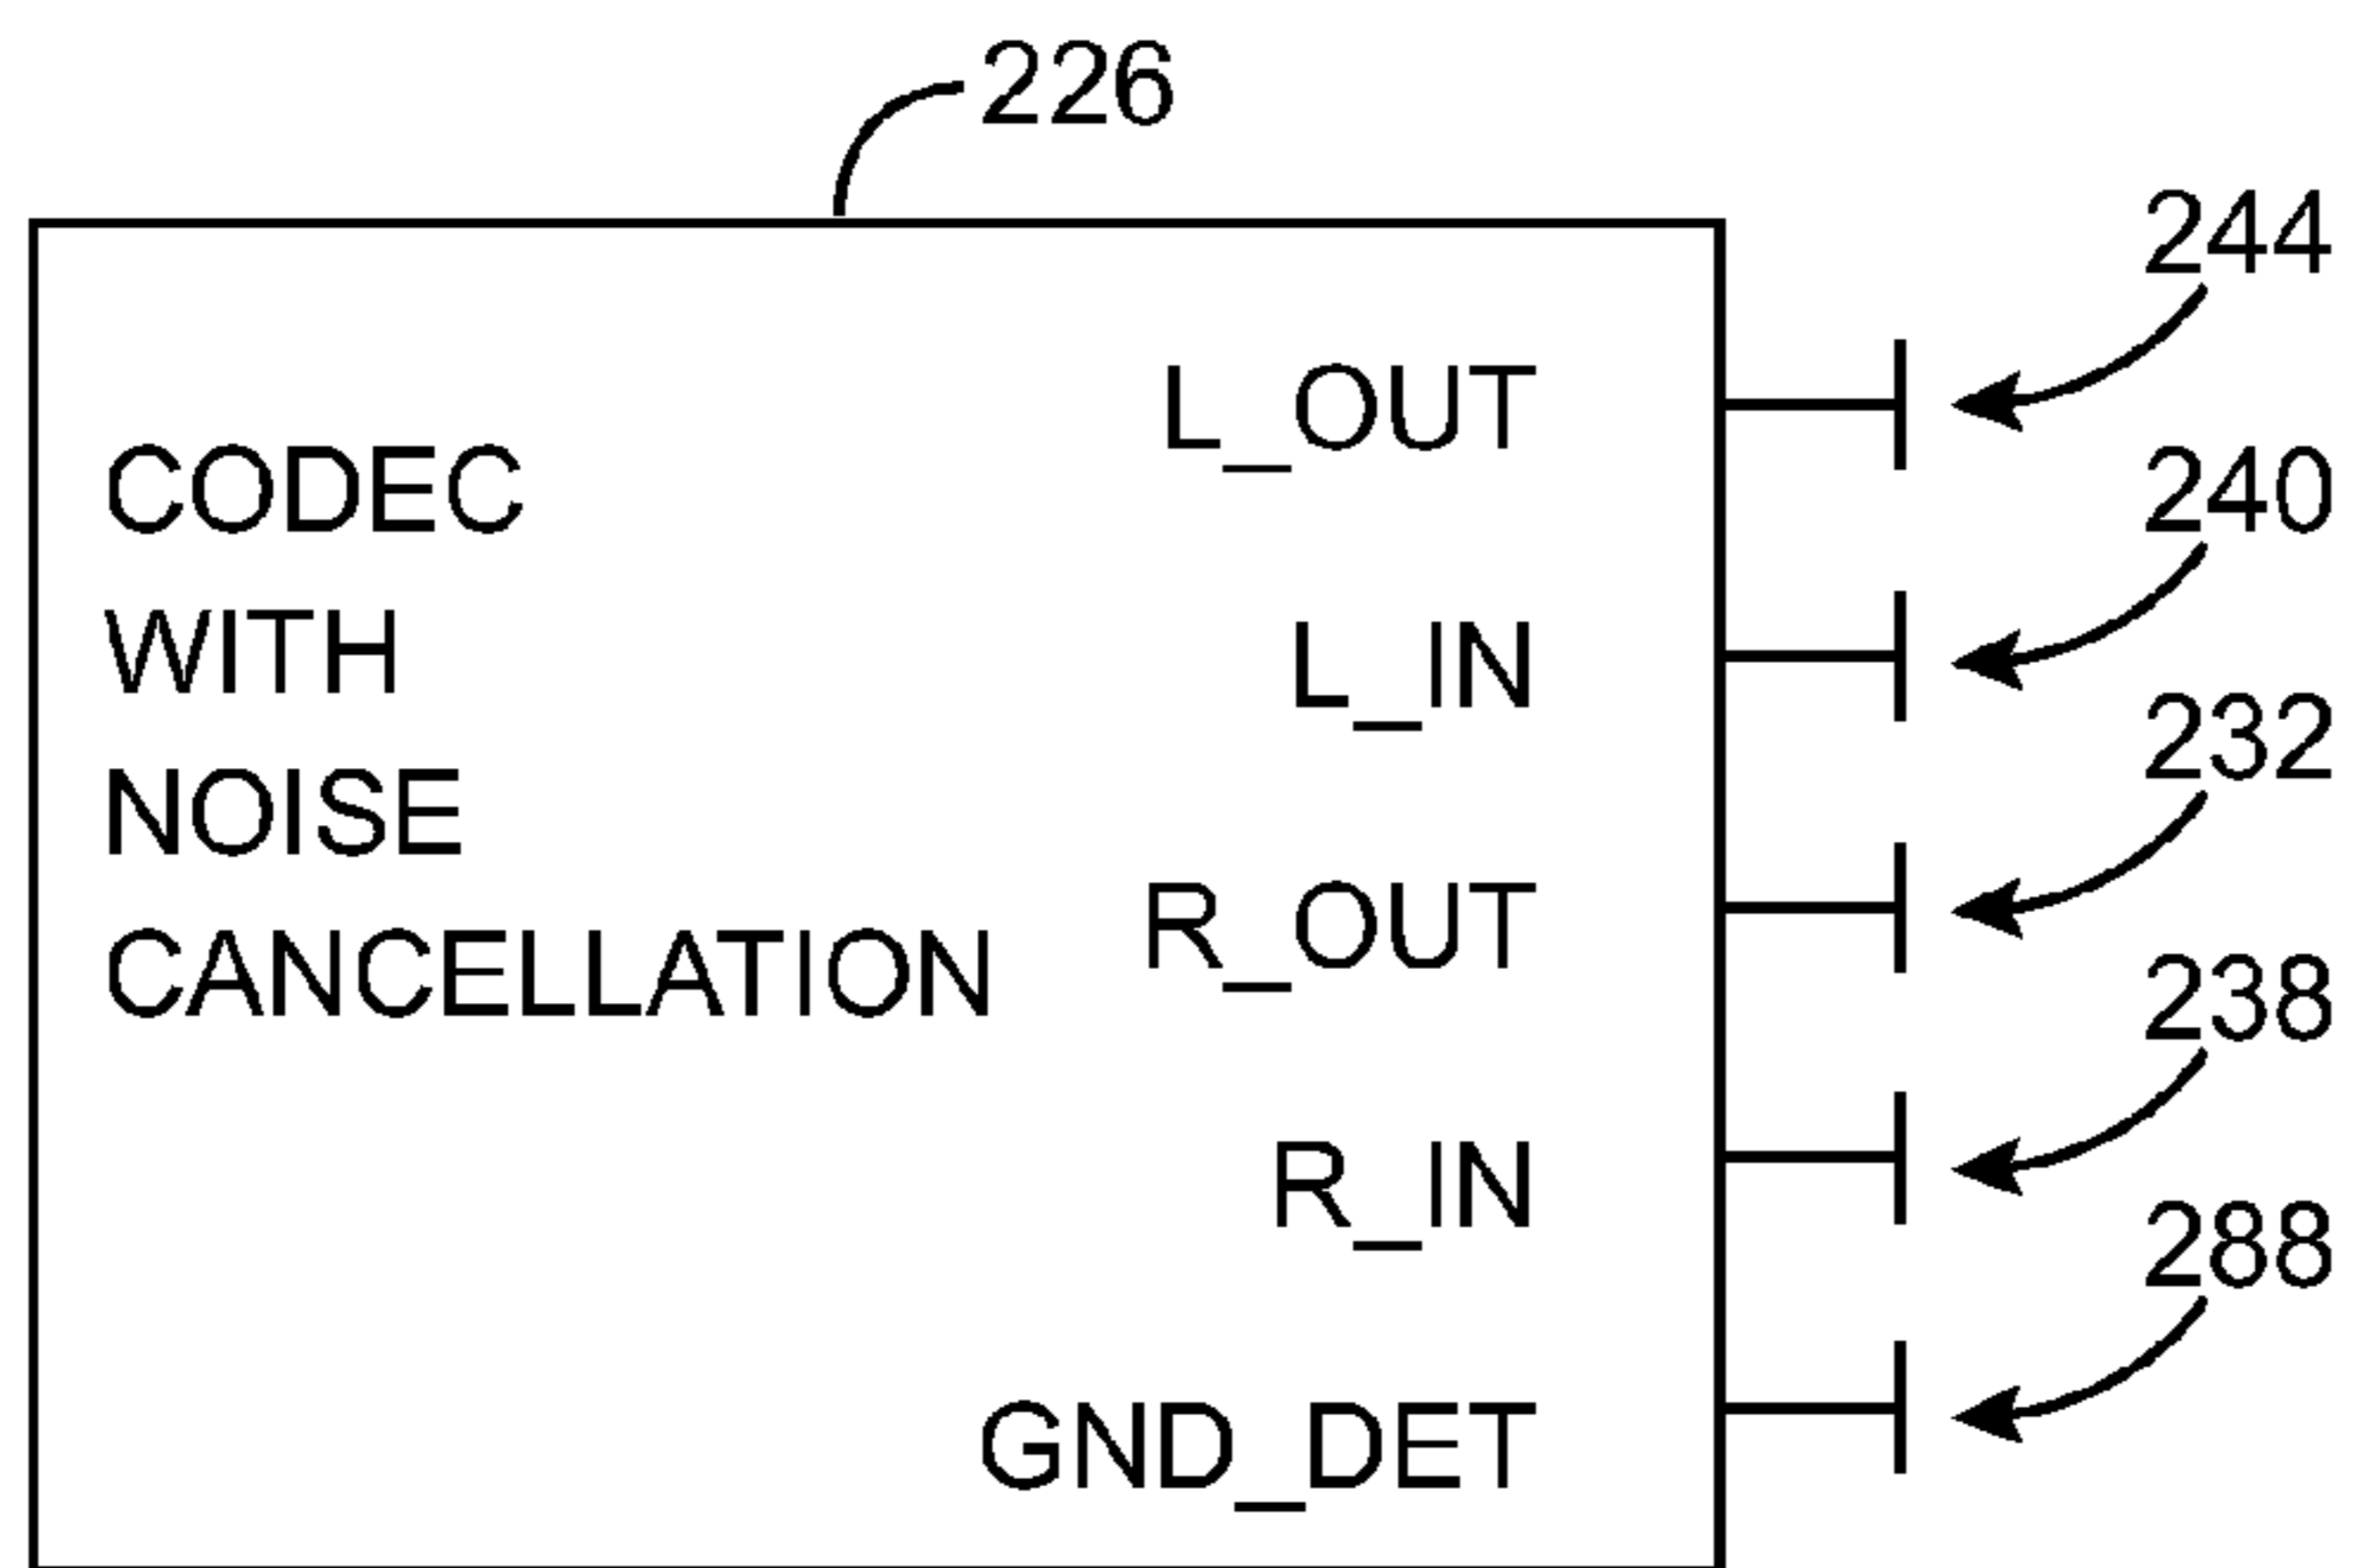 226
244
L_OUT
CODEC
240
WITH
L_IN
NOISE
232
CANCELLATION
R_OUT
238
R_IN
288
GND_DET